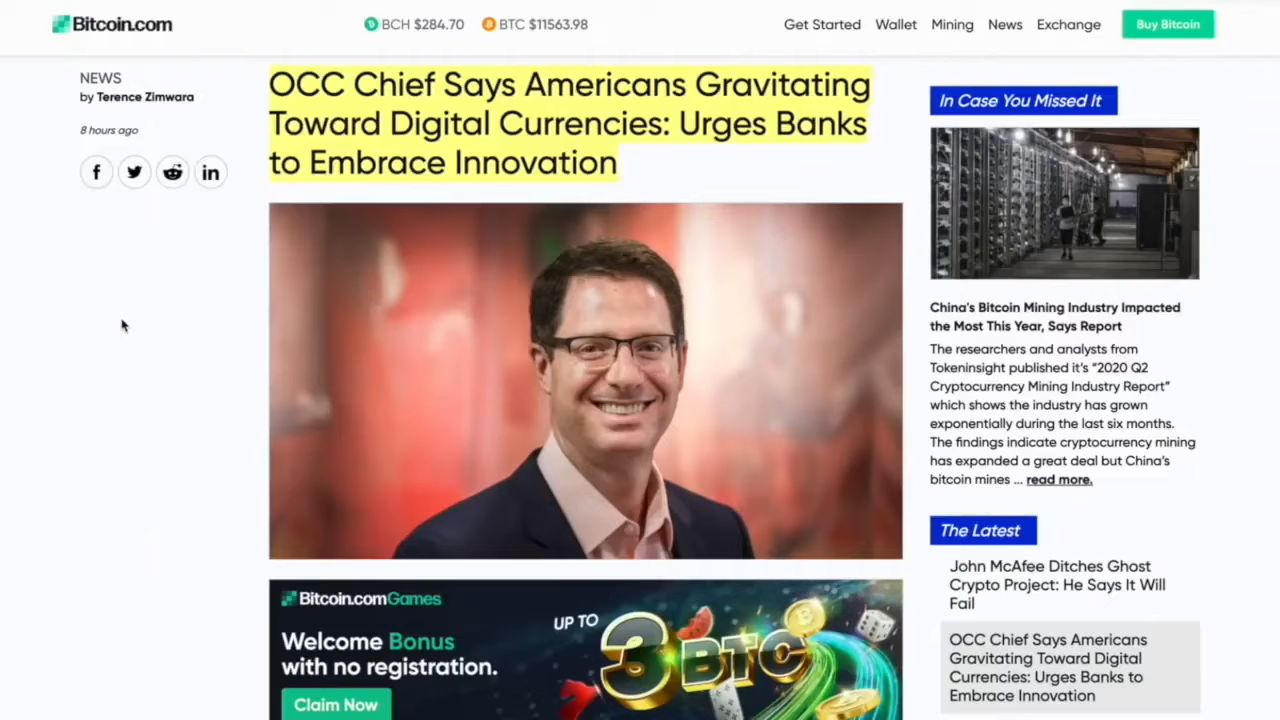 Bitcoin.com
BCH $284.70 BTC $11563.98
Get Started Wallet Mining News Exchange Buy Bitcoin
NEWS
by Terence Zimwara
8 hours ago
OCC Chief Says Americans Gravitating
Toward Digital Currencies: Urges Banks
to Embrace Innovation
In Case You Missed It
China's Bitcoin Mining Industry Impacted
the Most This Year, Says Report
The researchers and analysts from
Tokeninsight published it's “2020 Q2
Cryptocurrency Mining Industry Report”
which shows the industry has grown
exponentially during the last six months.
The findings indicate cryptocurrency mining
has expanded a great deal but China's
bitcoin mines ... read more.
The Latest
John McAfee Ditches Ghost
Crypto Project: He Says It Will
Fail
OCC Chief Says Americans
Gravitating Toward Digital
Currencies: Urges Banks to
Embrace Innovation
Bitcoin.com Games
Welcome Bonus
with no registration.
Claim Now
UP TO
3 BTC